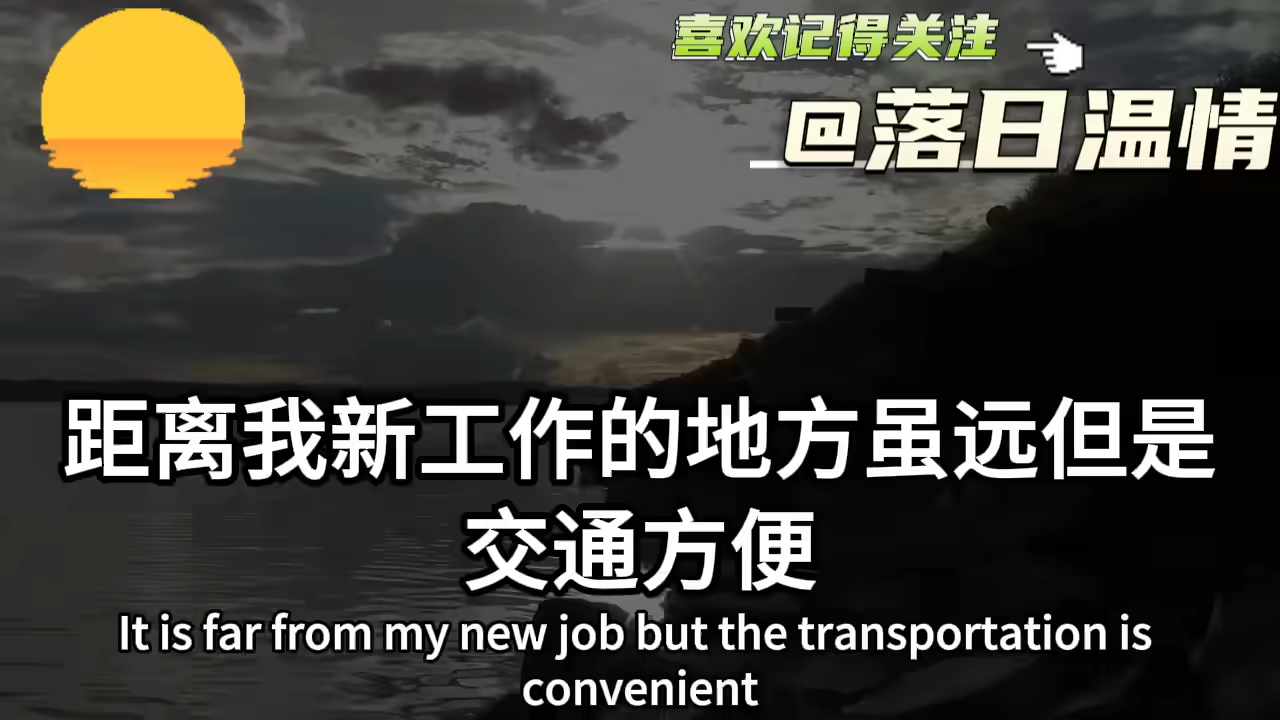 喜欢记得关注
@落日温情
距离我新工作的地方虽远但是
交通方便
It is far from my new job but the transportation is
convenient